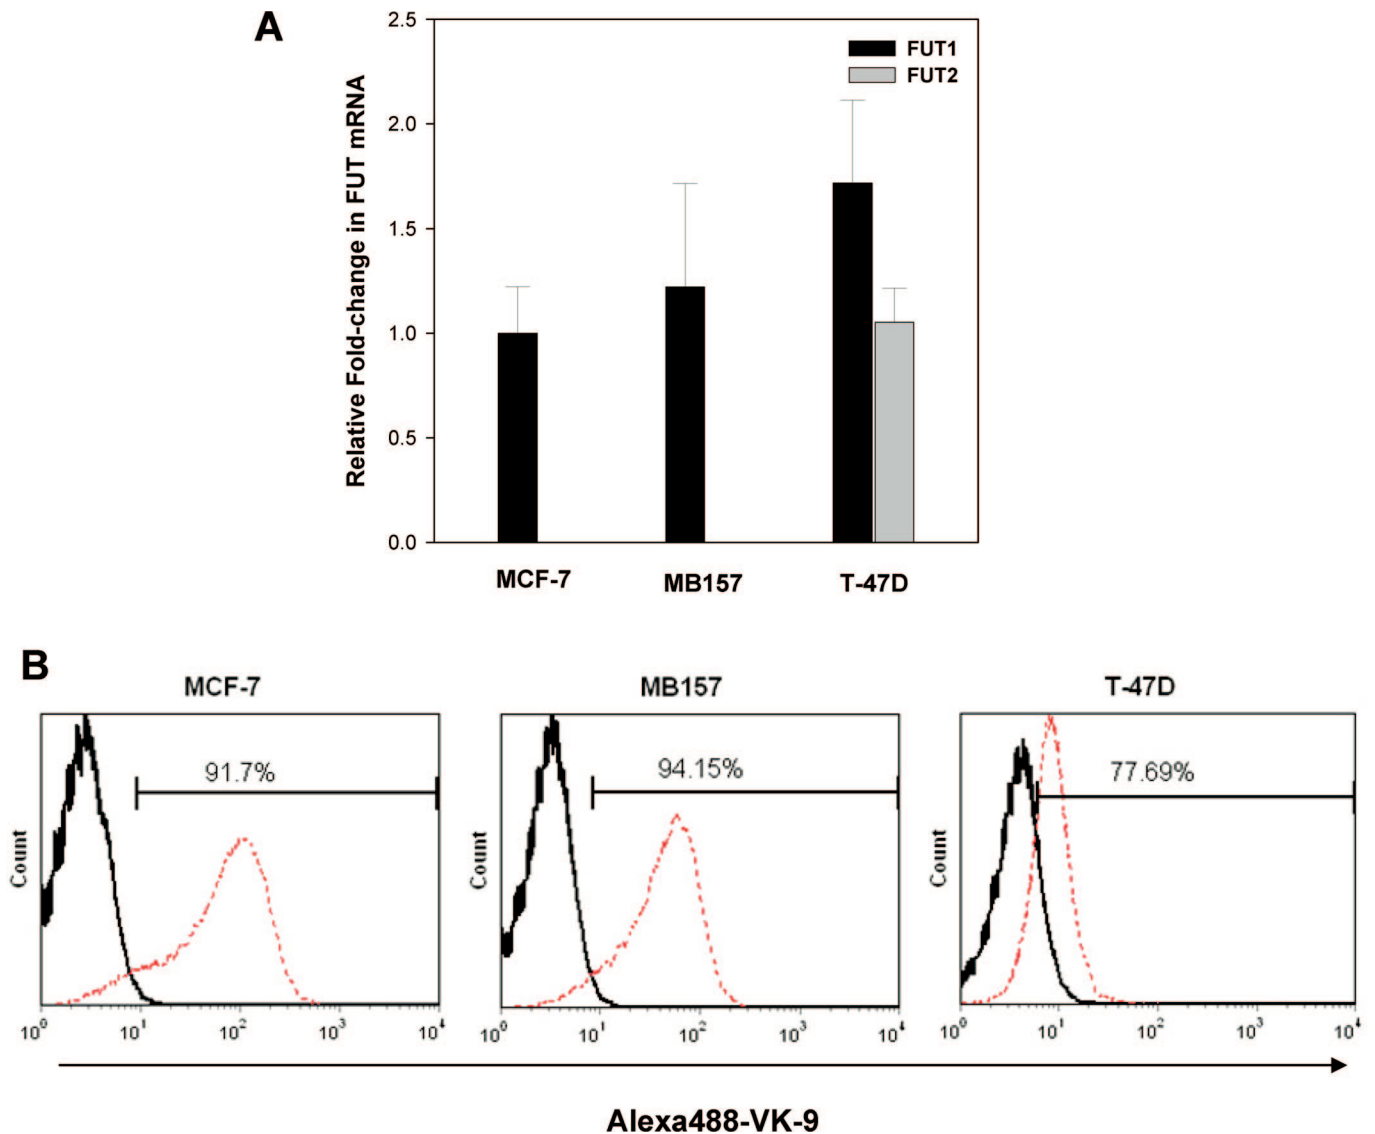 A
Relative Fold-change in FUT mRNA
2.5
2.0
1.5
1.0
0.5
0.0
FUT1
FUT2
MCF-7 MB157 T-47D
B
MCF-7 MB157 T-47D
91.7% 94.15% 77.69%
Count Count Count
10⁰ 10¹ 10² 10³ 10⁴ 10⁰ 10¹ 10² 10³ 10⁴ 10⁰ 10¹ 10² 10³ 10⁴
Alexa488-VK-9